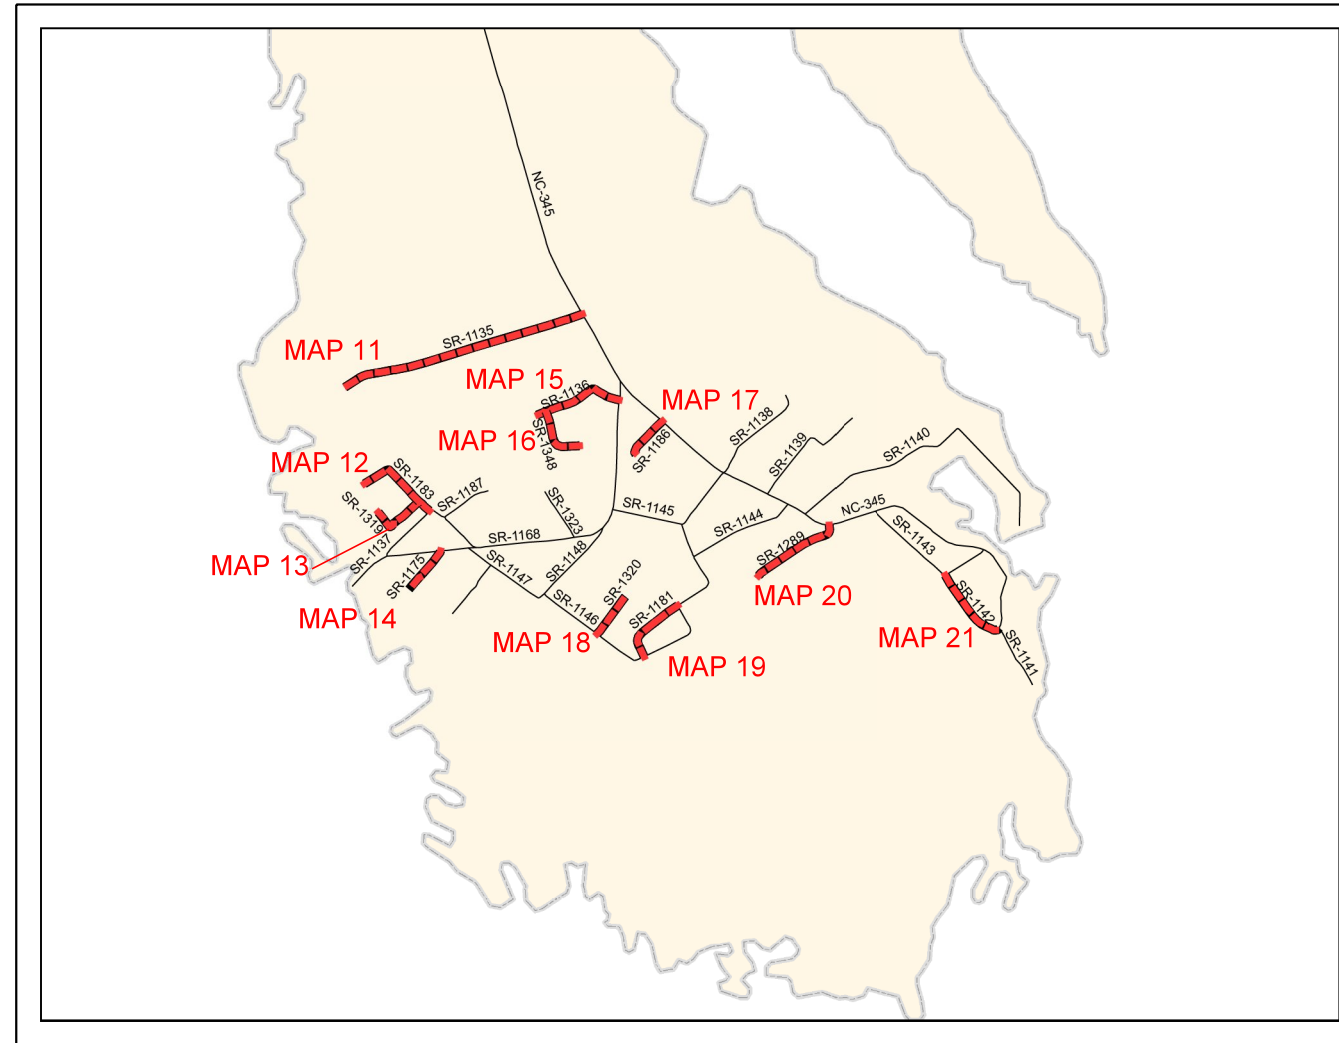 NC-345
SR-1135
MAP 11
MAP 15
SR-1136
MAP 17
MAP 16
SR-1348
SR-1186
SR-1138
SR-1139
SR-1140
MAP 12
SR-1183
SR-1187
SR-1319
SR-1323
SR-1145
NC-345
SR-1144
SR-1143
SR-1168
SR-1137
MAP 13
SR-1175
SR-1147
SR-1148
SR-1289
MAP 20
SR-1320
MAP 14
SR-1146
SR-1181
MAP 18
MAP 19
SR-1142
MAP 21
SR-1141